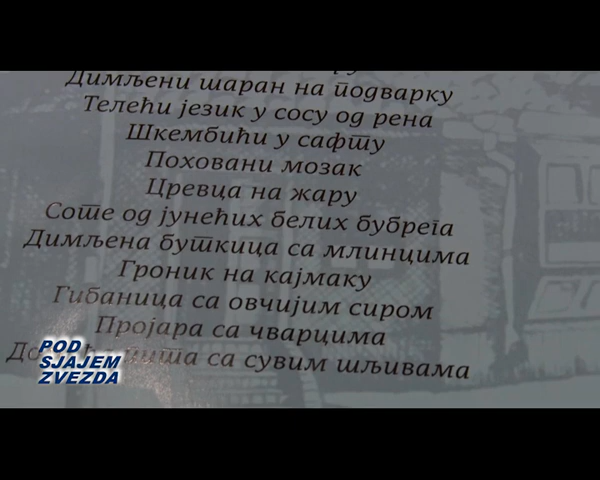 Димљени шаран на подварку
Телећи језик у сосу од рена
Шкембићи у сафту
Поховани мозак
Цревца на жару
Соте од јунећих белих бубрега
Димљена буткица са млинцима
Гроник на кајмаку
Гибаница са овчијим сиром
Пројара са чварцима
са сувим шљивама
POD
SJAJEM
ZVEZDA